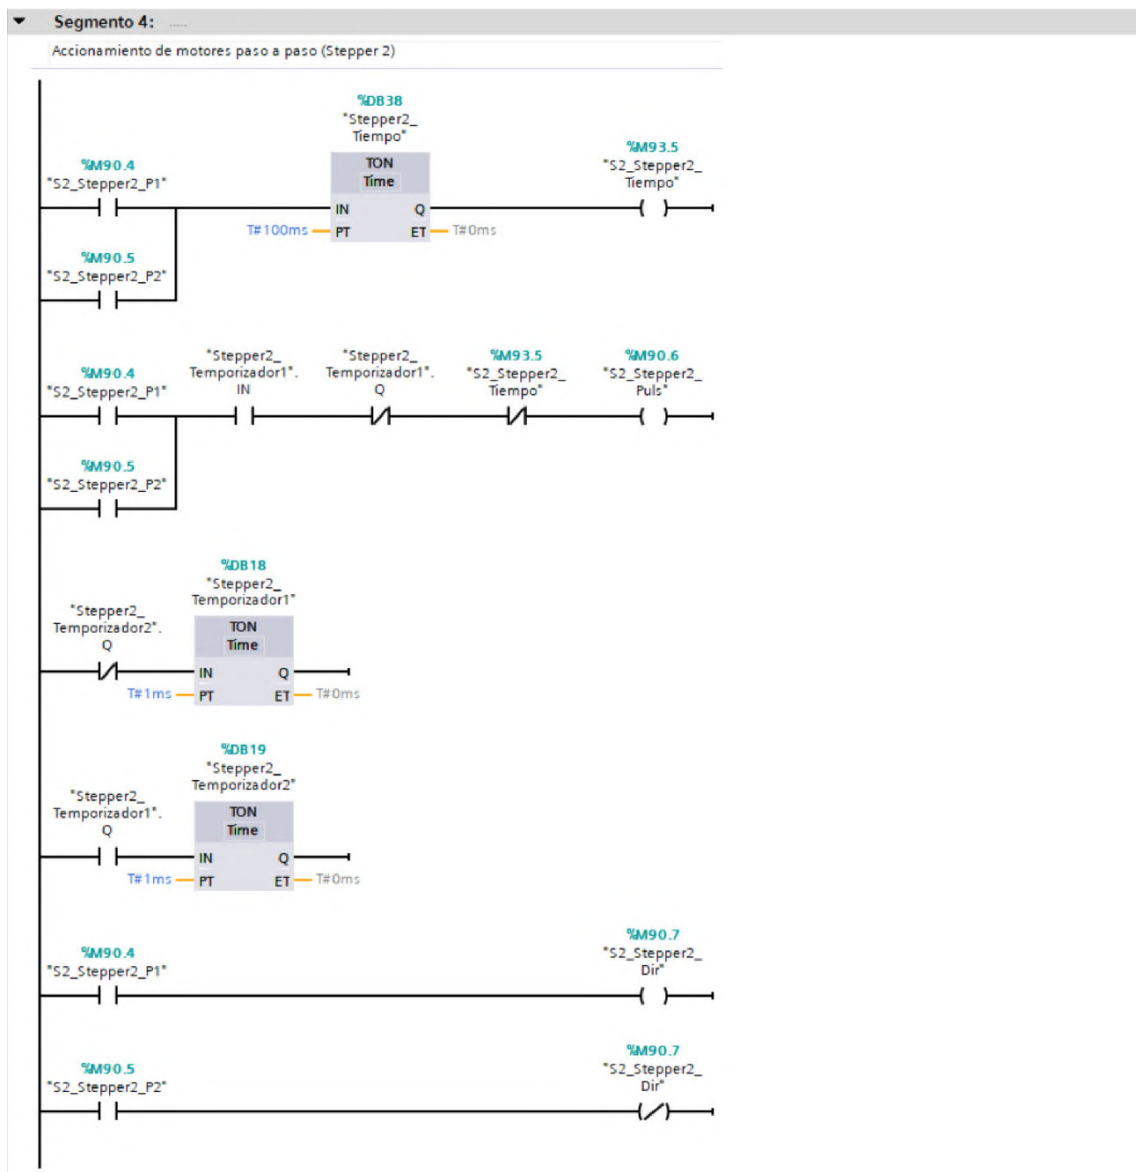 Segmento 4: .....
Accionamiento de motores paso a paso (Stepper 2)
%DB38
"Stepper2_
Tiempo"
TON
Time
IN Q
T#100ms PT ET T#0ms
%M90.4
"S2_Stepper2_P1"
%M93.5
"S2_Stepper2_
Tiempo"
%M90.5
"S2_Stepper2_P2"
%M90.4
"S2_Stepper2_P1"
"Stepper2_
Temporizador1".
IN
"Stepper2_
Temporizador1".
Q
%M93.5
"S2_Stepper2_
Tiempo"
%M90.6
"S2_Stepper2_
Puls"
%M90.5
"S2_Stepper2_P2"
%DB18
"Stepper2_
Temporizador1"
"Stepper2_
Temporizador2".
Q
TON
Time
IN Q
T#1ms PT ET T#0ms
%DB19
"Stepper2_
Temporizador2"
"Stepper2_
Temporizador1".
Q
TON
Time
IN Q
T#1ms PT ET T#0ms
%M90.4
"S2_Stepper2_P1"
%M90.7
"S2_Stepper2_
Dir"
%M90.5
"S2_Stepper2_P2"
%M90.7
"S2_Stepper2_
Dir"